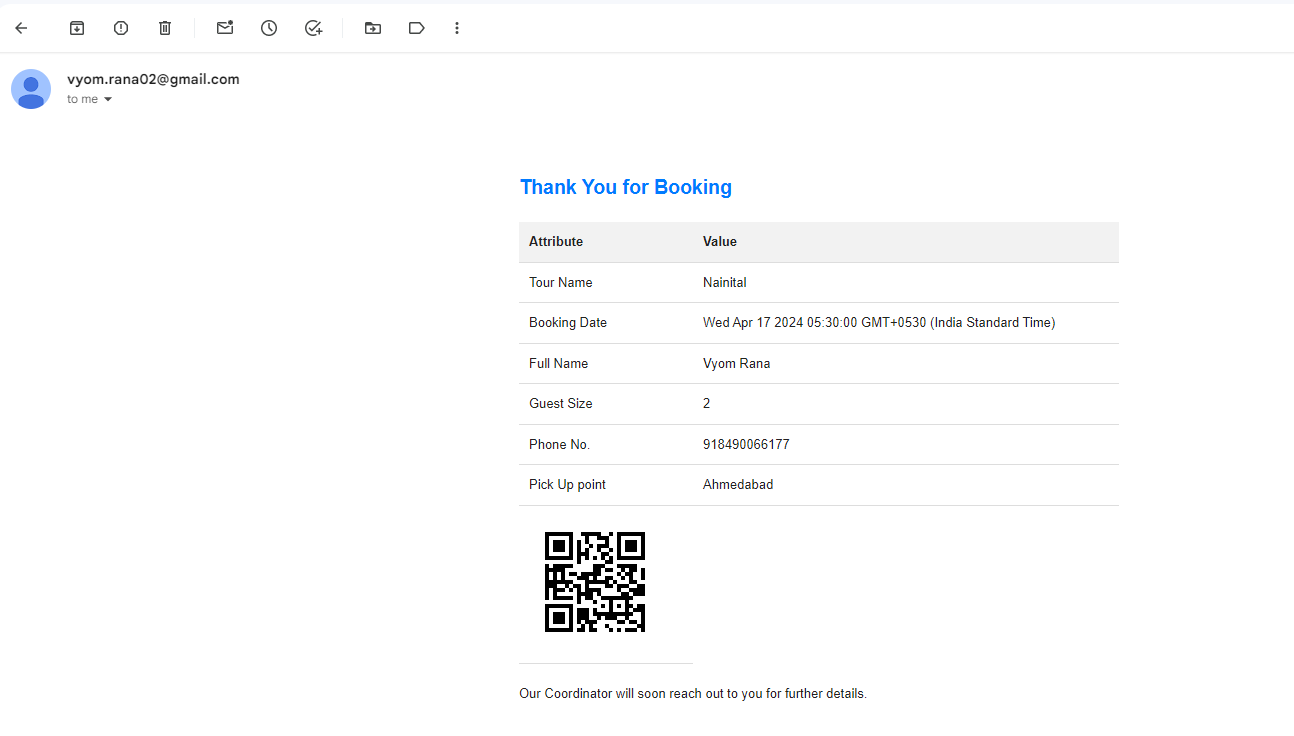 vyom.rana02@gmail.com
to me
Thank You for Booking
Attribute Value
Tour Name Nainital
Booking Date Wed Apr 17 2024 05:30:00 GMT+0530 (India Standard Time)
Full Name Vyom Rana
Guest Size 2
Phone No. 918490066177
Pick Up point Ahmedabad
Our Coordinator will soon reach out to you for further details.